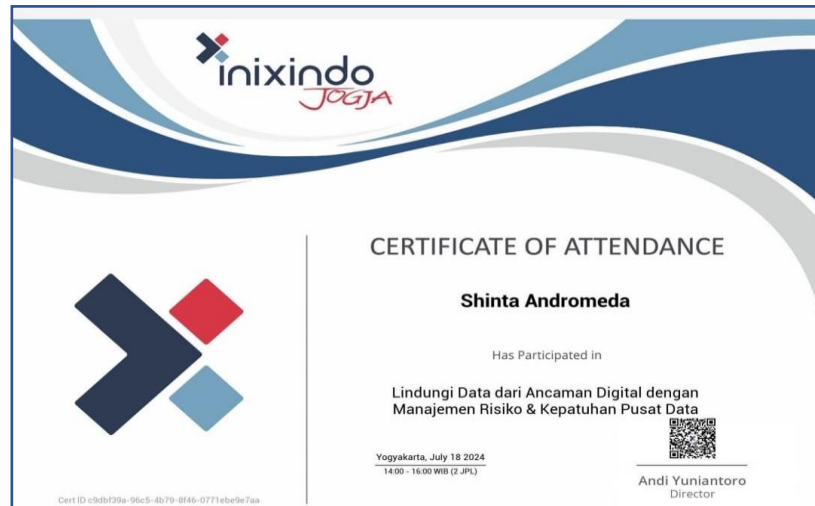 inixindo
JOGJA
CERTIFICATE OF ATTENDANCE
Shinta Andromeda
Has Participated in
Lindungi Data dari Ancaman Digital dengan
Manajemen Risiko & Kepatuhan Pusat Data
Yogyakarta, July 18 2024
14:00 - 16:00 WIB (2 JPL)
Andi Yuniantoro
Director
Cert ID c9dbf39a-96c5-4b79-8f46-0771ebe9e7aa